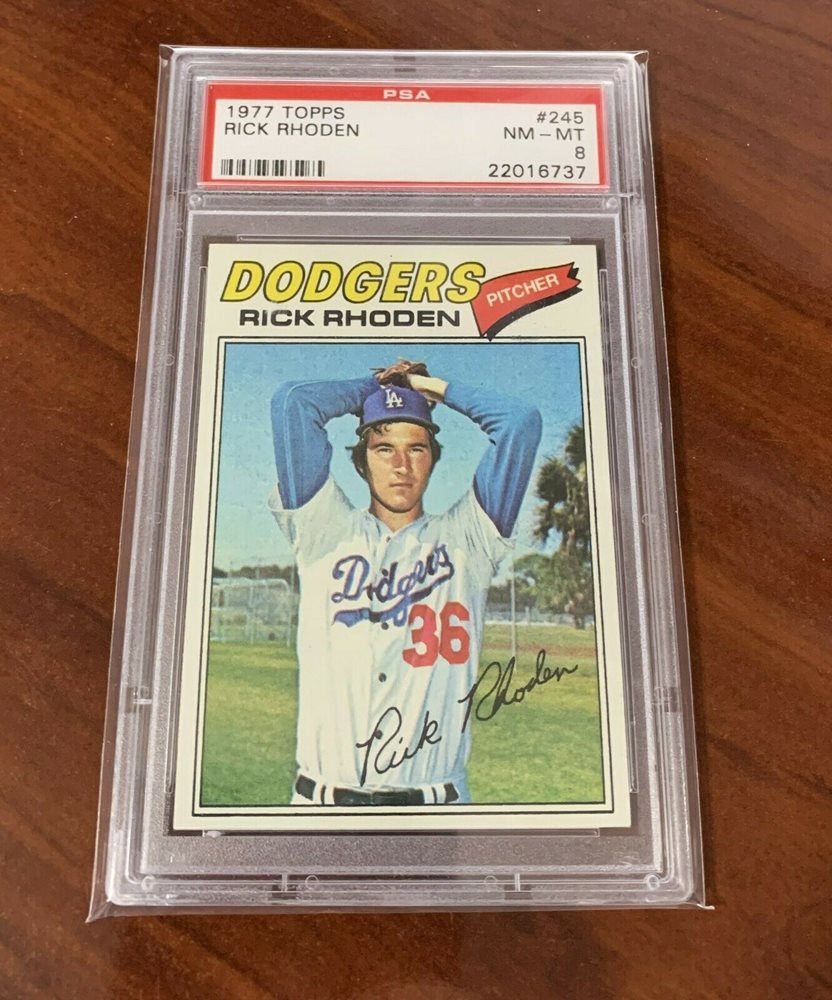 PSA
1977 TOPPS #245
RICK RHODEN NM-MT
8
22016737
DODGERS
PITCHER
RICK RHODEN
LA
Dodgers
36
Rick Rhoden